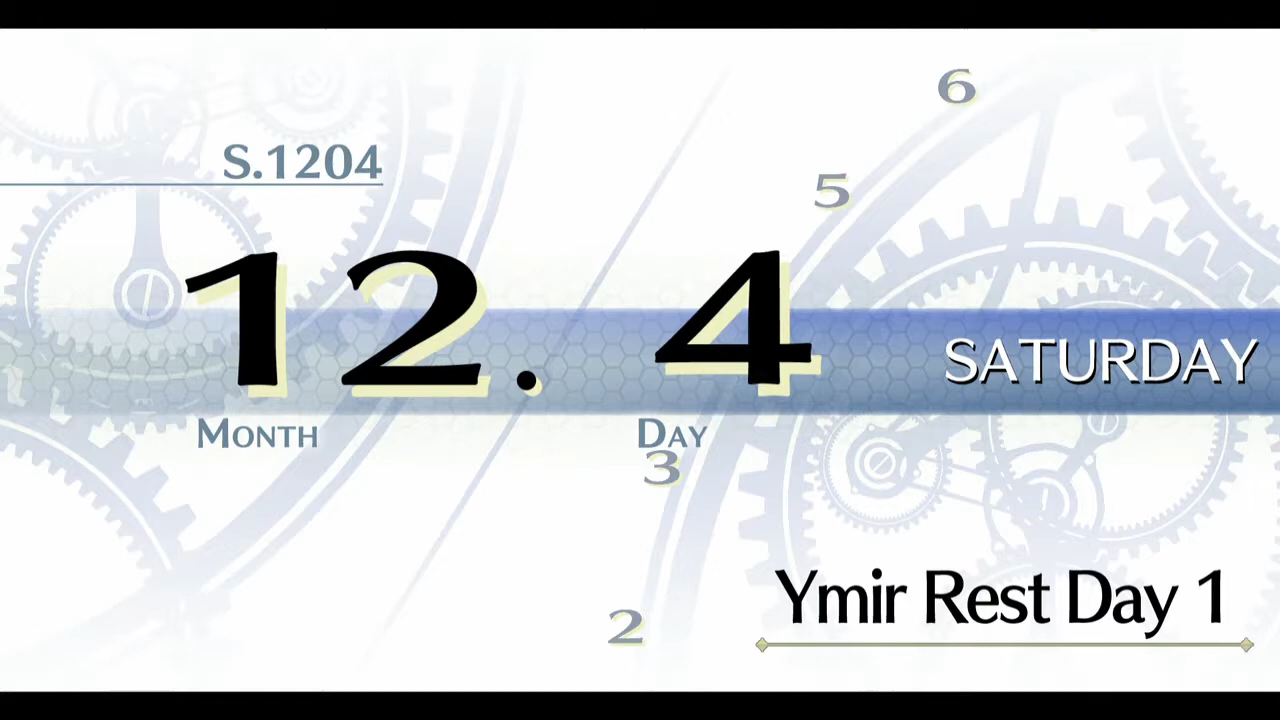 6
S.1204
5
12. 4
SATURDAY
MONTH
DAY
3
Ymir Rest Day 1
2